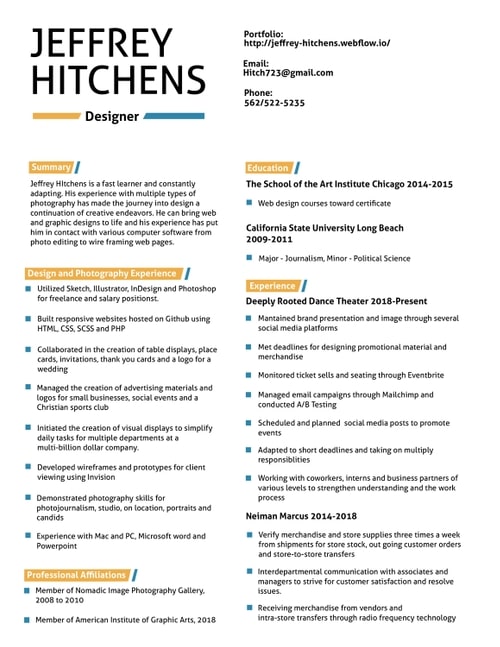 JEFFREY
HITCHENS
Designer
Portfolio:
http://jeffrey-hitchens.webflow.io/
Email:
Hitch723@gmail.com
Phone:
562/522-5235
Summary
Jeffrey Hitchens is a fast learner and constantly
adapting. His experience with multiple types of
photography has made the journey into design a
continuation of creative endeavors. He can bring web
and graphic designs to life and his experience has put
him in contact with various computer software from
photo editing to wire framing web pages.
Design and Photography Experience
Utilized Sketch, Illustrator, InDesign and Photoshop
for freelance and salary positionst.
Built responsive websites hosted on Github using
HTML, CSS, SCSS and PHP
Collaborated in the creation of table displays, place
cards, invitations, thank you cards and a logo for a
wedding
Managed the creation of advertising materials and
logos for small businesses, social events and a
Christian sports club
Initiated the creation of visual displays to simplify
daily tasks for multiple departments at a
multi-billion dollar company.
Developed wireframes and prototypes for client
viewing using Invision
Demonstrated photography skills for
photojournalism, studio, on location, portraits and
candids
Experience with Mac and PC, Microsoft word and
Powerpoint
Professional Affiliations
Member of Nomadic Image Photography Gallery,
2008 to 2010
Member of American Institute of Graphic Arts, 2018
Education
The School of the Art Institute Chicago 2014-2015
Web design courses toward certificate
California State University Long Beach
2009-2011
Major - Journalism, Minor - Political Science
Experience
Deeply Rooted Dance Theater 2018-Present
Mantained brand presentation and image through several
social media platforms
Met deadlines for designing promotional material and
merchandise
Monitored ticket sells and seating through Eventbrite
Managed email campaigns through Mailchimp and
conducted A/B Testing
Scheduled and planned social media posts to promote
events
Adapted to short deadlines and taking on multiply
responsiblities
Working with coworkers, interns and business partners of
various levels to strengthen understanding and the work
process
Neiman Marcus 2014-2018
Verify merchandise and store supplies three times a week
from shipments for store stock, out going customer orders
and store-to-store transfers
Interdepartmental communication with associates and
managers to strive for customer satisfaction and resolve
issues.
Receiving merchandise from vendors and
intra-store transfers through radio frequency technology